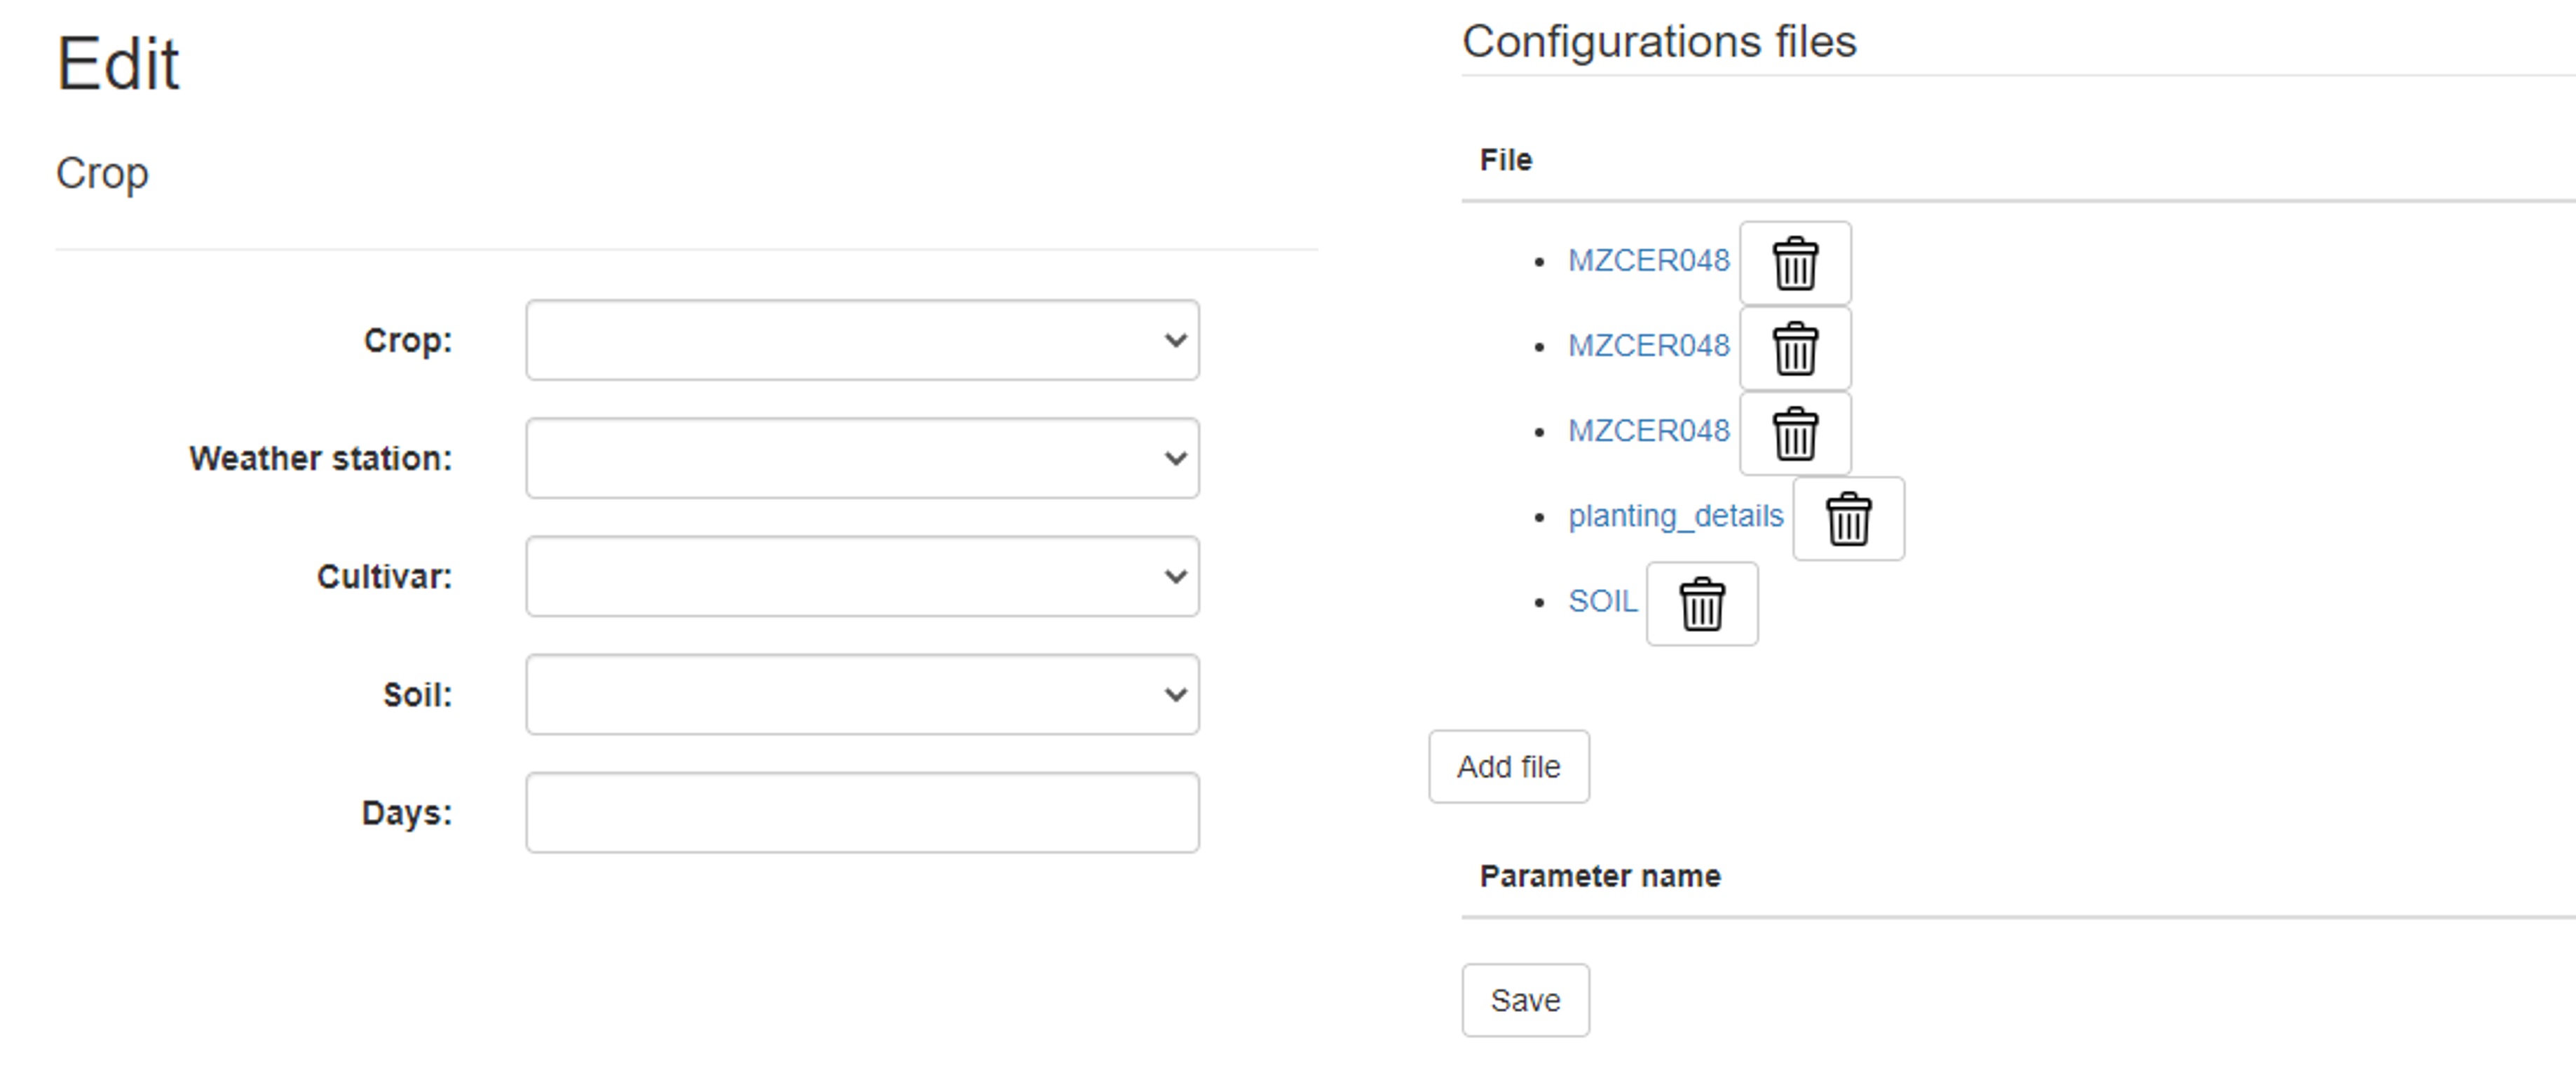 Edit
Crop
Crop:
Weather station:
Cultivar:
Soil:
Days:
Configurations files
File
MZCER048
MZCER048
MZCER048
planting_details
SOIL
Add file
Parameter name
Save